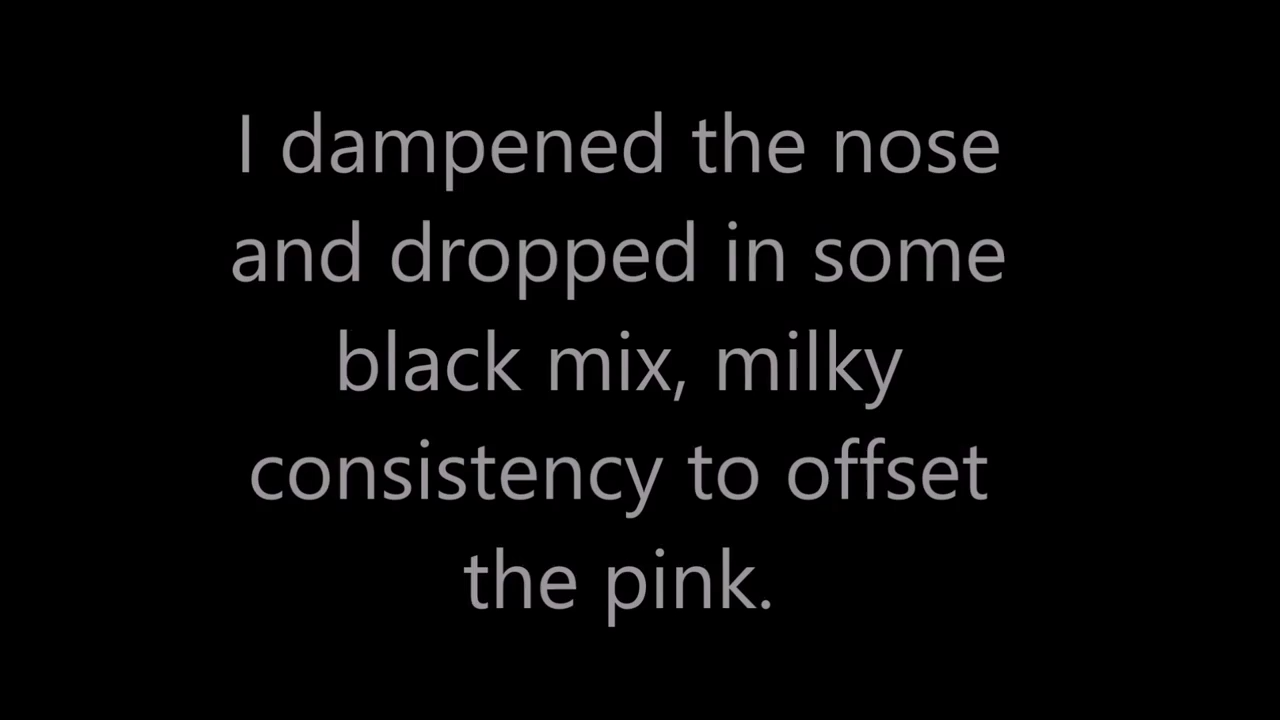 I dampened the nose
and dropped in some
black mix, milky
consistency to offset
the pink.